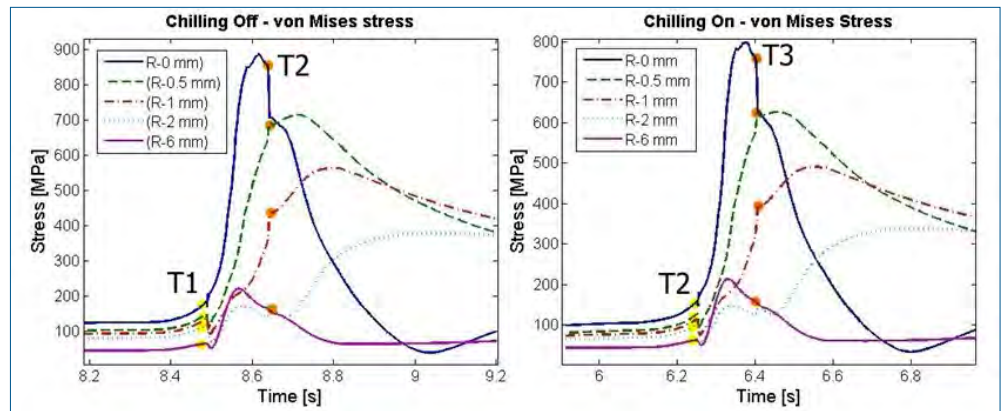 Chilling Off - von Mises stress
Stress [MPa]
900
800
700
600
500
400
300
200
100
R-0 mm)
(R-0.5 mm)
(R-1 mm)
(R-2 mm)
(R-6 mm)
T1
T2
8.2
8.4
8.6
8.8
9
9.2
Time [s]
Chilling On - von Mises Stress
Stress [MPa]
800
700
600
500
400
300
200
100
R-0 mm
R-0.5 mm
R-1 mm
R-2 mm
R-6 mm
T2
T3
6
6.2
6.4
6.6
6.8
Time [s]